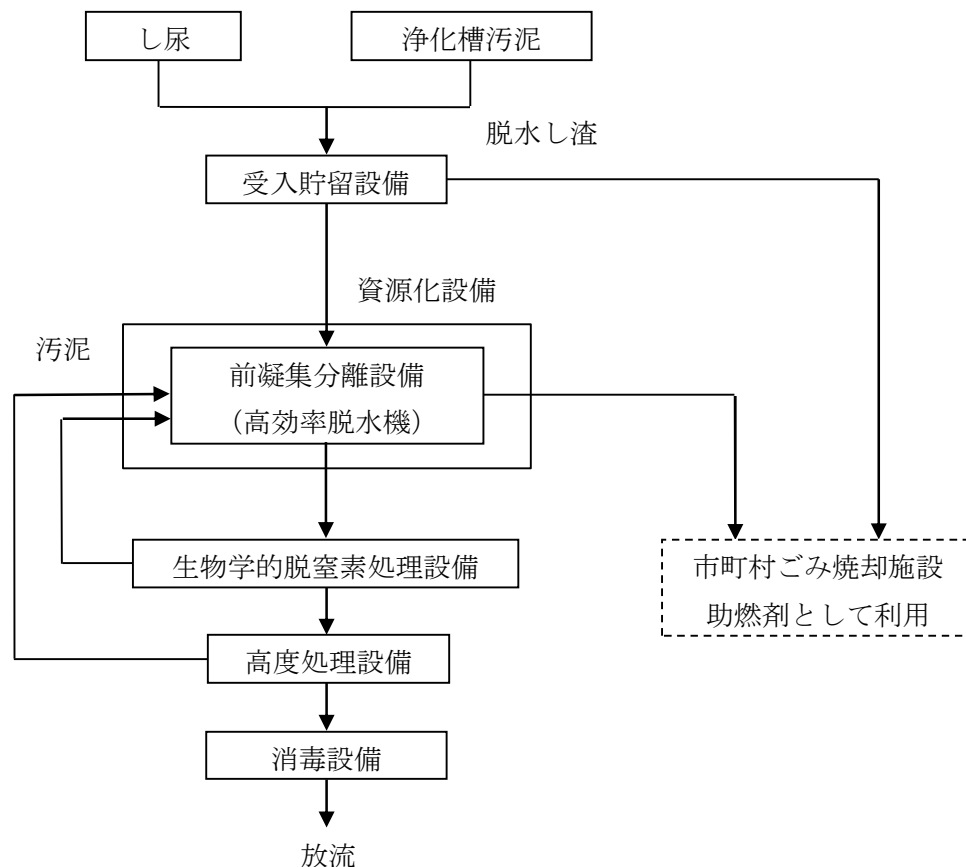 し尿
浄化槽汚泥
脱水し渣
受入貯留設備
資源化設備
汚泥
前凝集分離設備
（高効率脱水機）
生物学的脱窒素処理設備
市町村ごみ焼却施設
助燃剤として利用
高度処理設備
消毒設備
放流